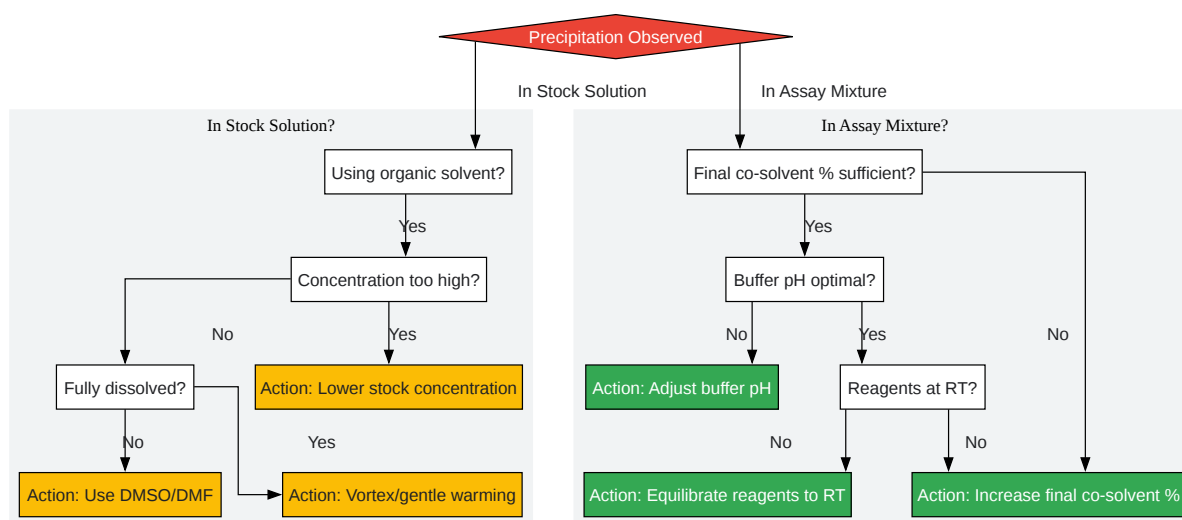 Precipitation Observed
In Stock Solution
In Assay Mixture
In Stock Solution?
In Assay Mixture?
Using organic solvent?
Final co-solvent % sufficient?
Yes
Yes
Concentration too high?
Buffer pH optimal?
No
Yes
No
Yes
No
Fully dissolved?
Action: Lower stock concentration
Action: Adjust buffer pH
Reagents at RT?
No
Yes
No
No
Action: Use DMSO/DMF
Action: Vortex/gentle warming
Action: Equilibrate reagents to RT
Action: Increase final co-solvent %